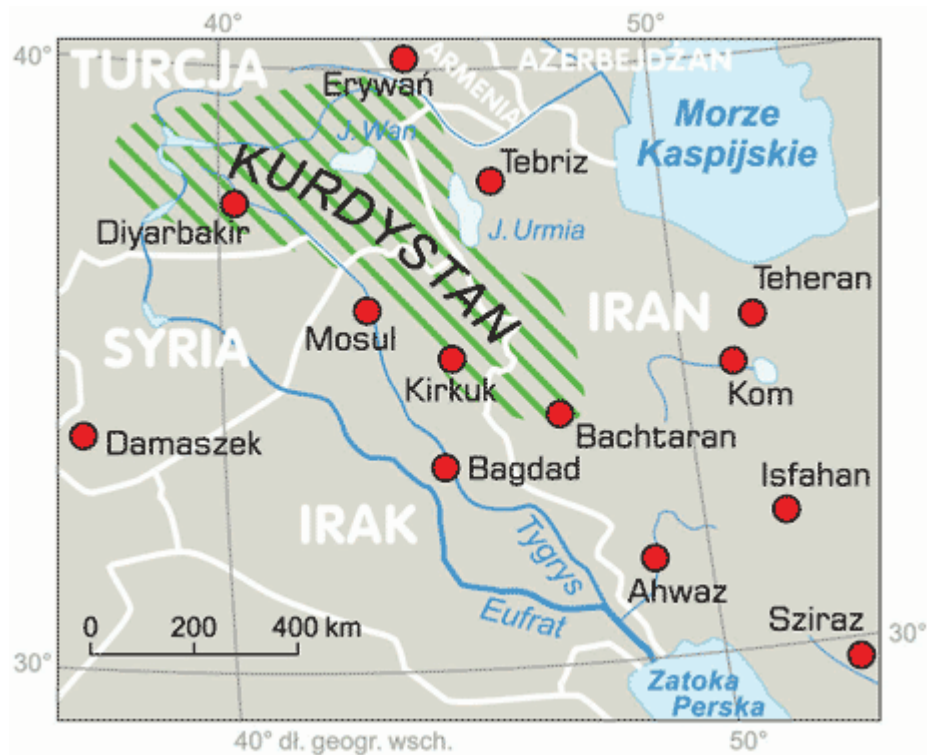 40°
50°
40°
TURCJA
ARMENIA
AZERBEJDŻAN
Erywań
Morze
Kaspijskie
J. Wan
Tebriz
KURDYSTAN
Diyarbakir
J. Urmia
Teheran
IRAN
Mosul
SYRIA
Kirkuk
Kom
Damaszek
Bachtaran
Bagdad
Isfahan
IRAK
Tygrys
Ahwaz
Eufrat
Sziraz
0 200 400 km
30°
30°
Zatoka
Perska
40° dł. geogr. wsch.
50°